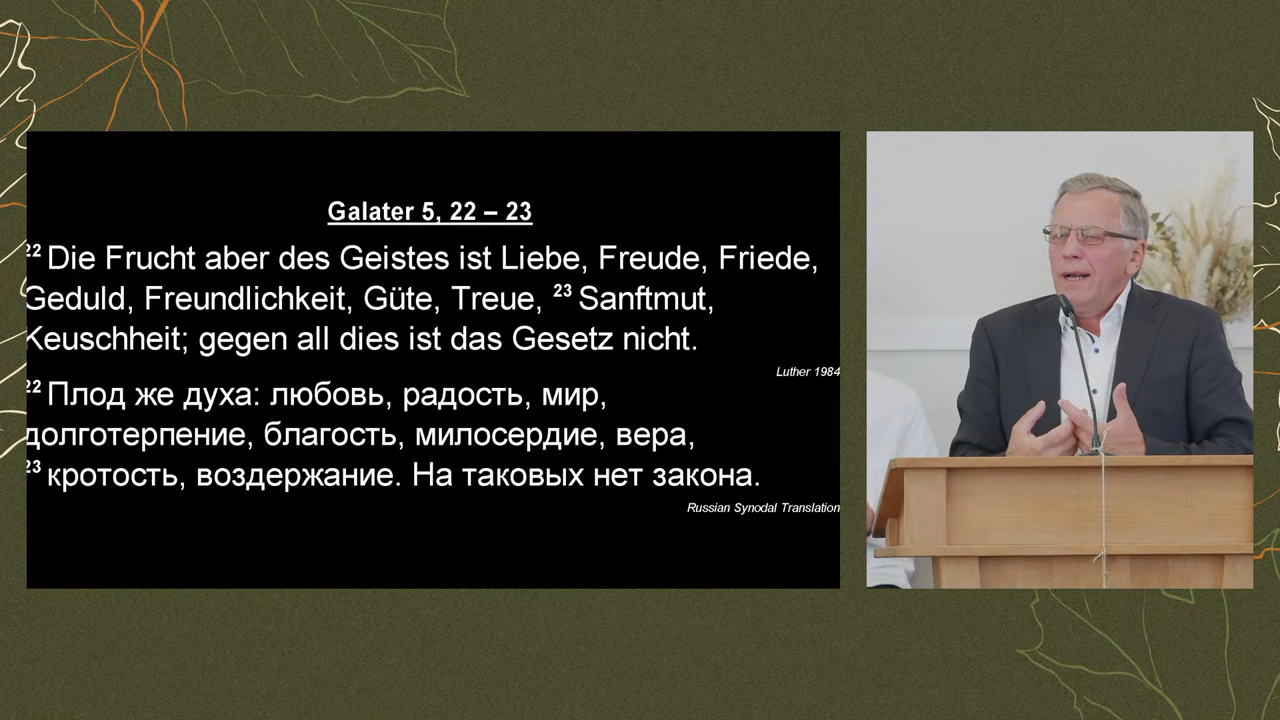 Galater 5, 22 – 23
22 Die Frucht aber des Geistes ist Liebe, Freude, Friede,
Geduld, Freundlichkeit, Güte, Treue, 23 Sanftmut,
Keuschheit; gegen all dies ist das Gesetz nicht.
Luther 1984
22 Плод же духа: любовь, радость, мир,
долготерпение, благость, милосердие, вера,
23 кротость, воздержание. На таковых нет закона.
Russian Synodal Translation